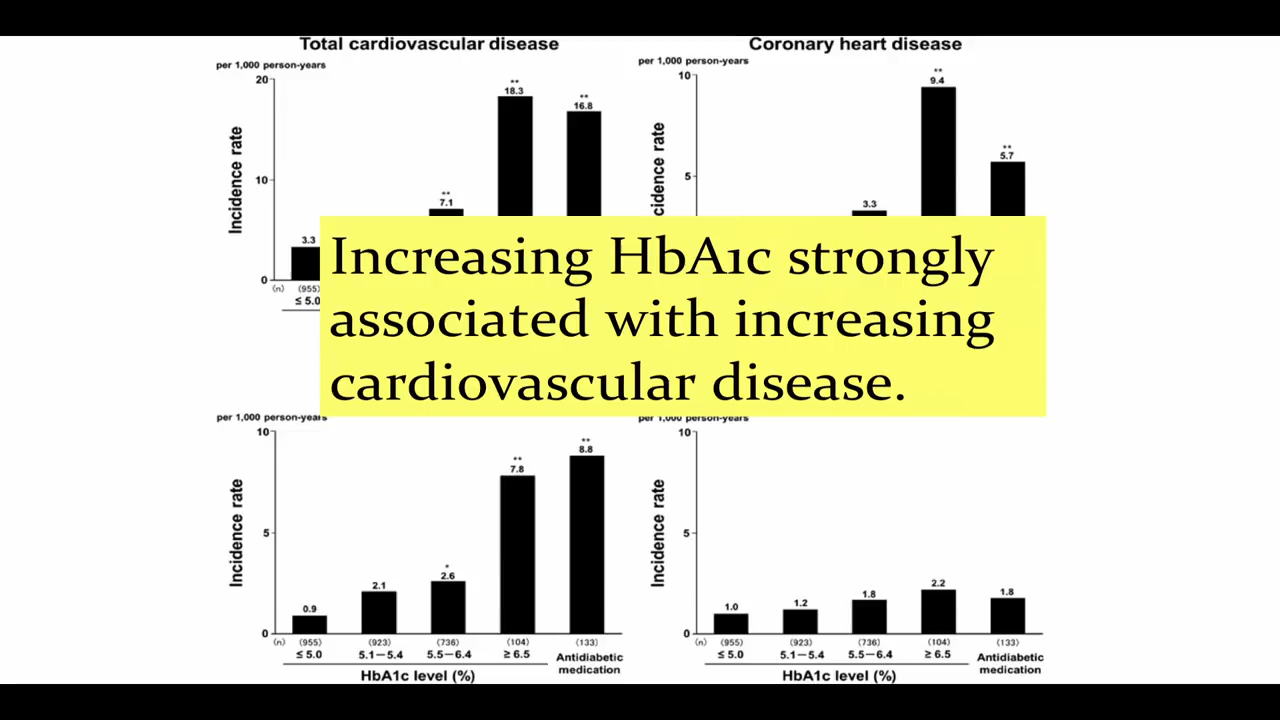 Total cardiovascular disease
per 1,000 person-years
20
10
0
Incidence rate
3.3
**
7.1
**
18.3
**
16.8
(n)
(955)
≤ 5.0
Coronary heart disease
per 1,000 person-years
10
5
rate
3.3
**
9.4
**
5.7
Increasing HbA1c strongly
associated with increasing
cardiovascular disease.
per 1,000 person-years
10
5
0
Incidence rate
0.9
2.1
*
2.6
**
7.8
**
8.8
(n) (955) (923) (736) (104) (133)
≤ 5.0 5.1–5.4 5.5–6.4 ≥ 6.5 Antidiabetic
medication
HbA1c level (%)
per 1,000 person-years
10
5
0
Incidence rate
1.0
1.2
1.8
2.2
1.8
(n) (955) (923) (736) (104) (133)
≤ 5.0 5.1–5.4 5.5–6.4 ≥ 6.5 Antidiabetic
medication
HbA1c level (%)